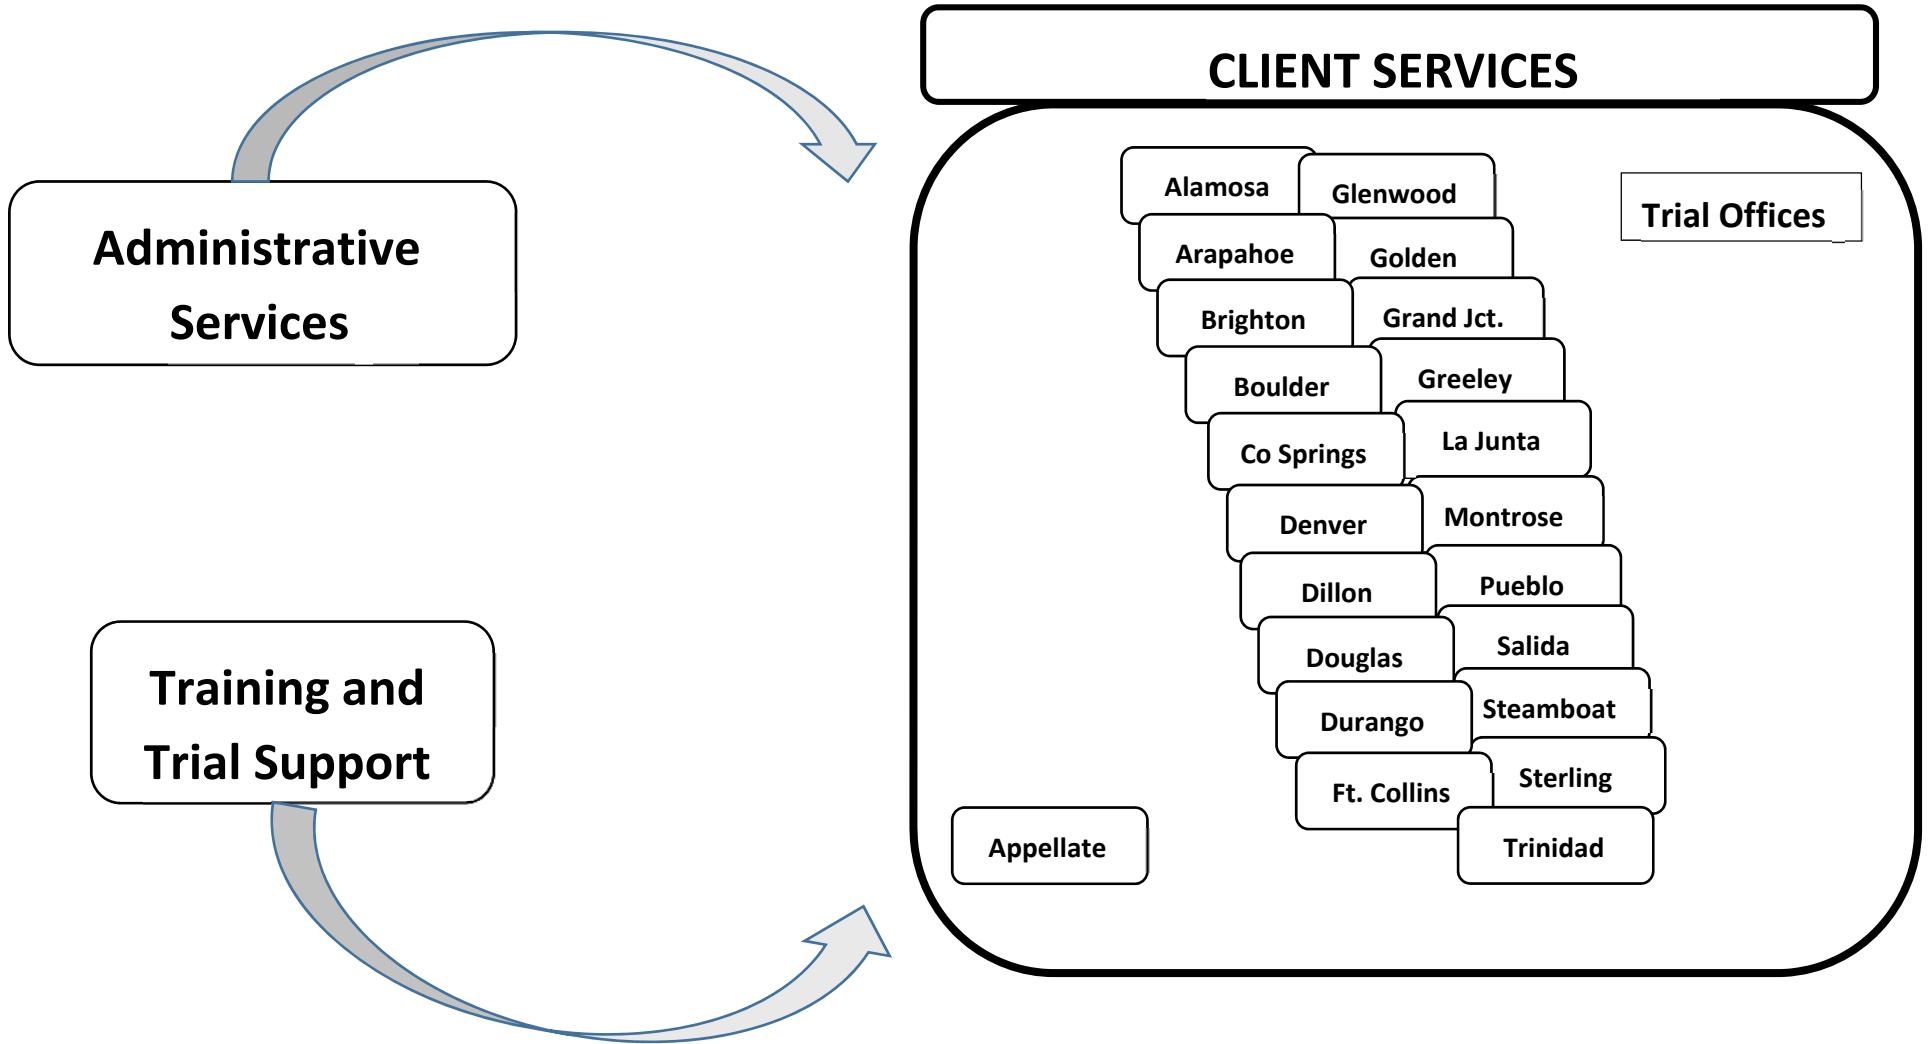 CLIENT SERVICES
Administrative
Services
Training and
Trial Support
Trial Offices
Alamosa
Arapahoe
Brighton
Boulder
Co Springs
Denver
Dillon
Douglas
Durango
Ft. Collins
Glenwood
Golden
Grand Jct.
Greeley
La Junta
Montrose
Pueblo
Salida
Steamboat
Sterling
Trinidad
Appellate